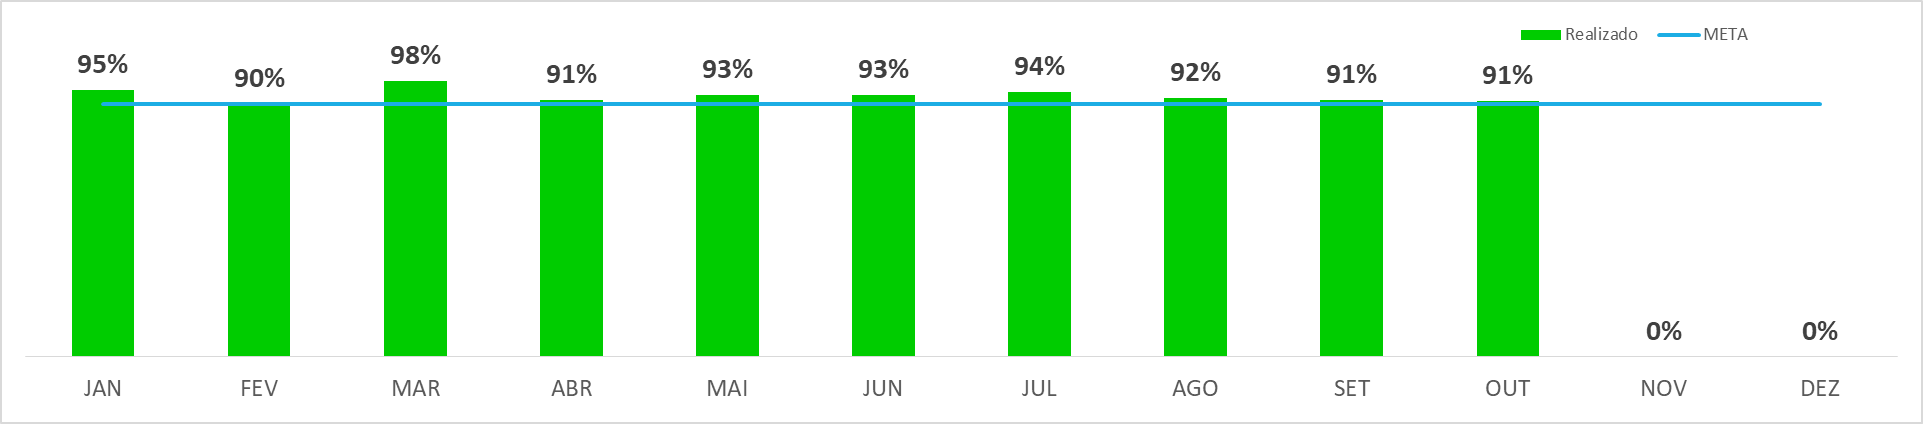 Realizado META
95% 90% 98% 91% 93% 93% 94% 92% 91% 91% 0% 0%
JAN FEV MAR ABR MAI JUN JUL AGO SET OUT NOV DEZ